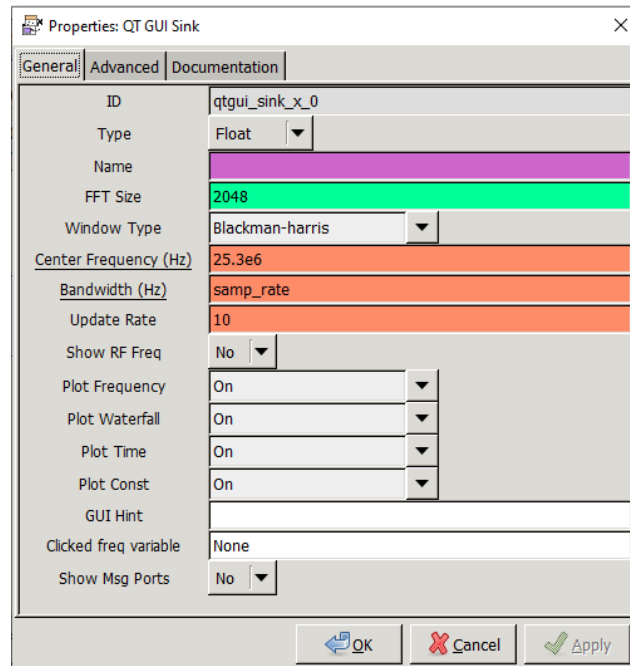 Properties: QT GUI Sink
General Advanced Documentation
ID qtgui_sink_x_0
Type Float
Name
FFT Size 2048
Window Type Blackman-harris
Center Frequency (Hz) 25.3e6
Bandwidth (Hz) samp_rate
Update Rate 10
Show RF Freq No
Plot Frequency On
Plot Waterfall On
Plot Time On
Plot Const On
GUI Hint
Clicked freq variable None
Show Msg Ports No
OK Cancel Apply